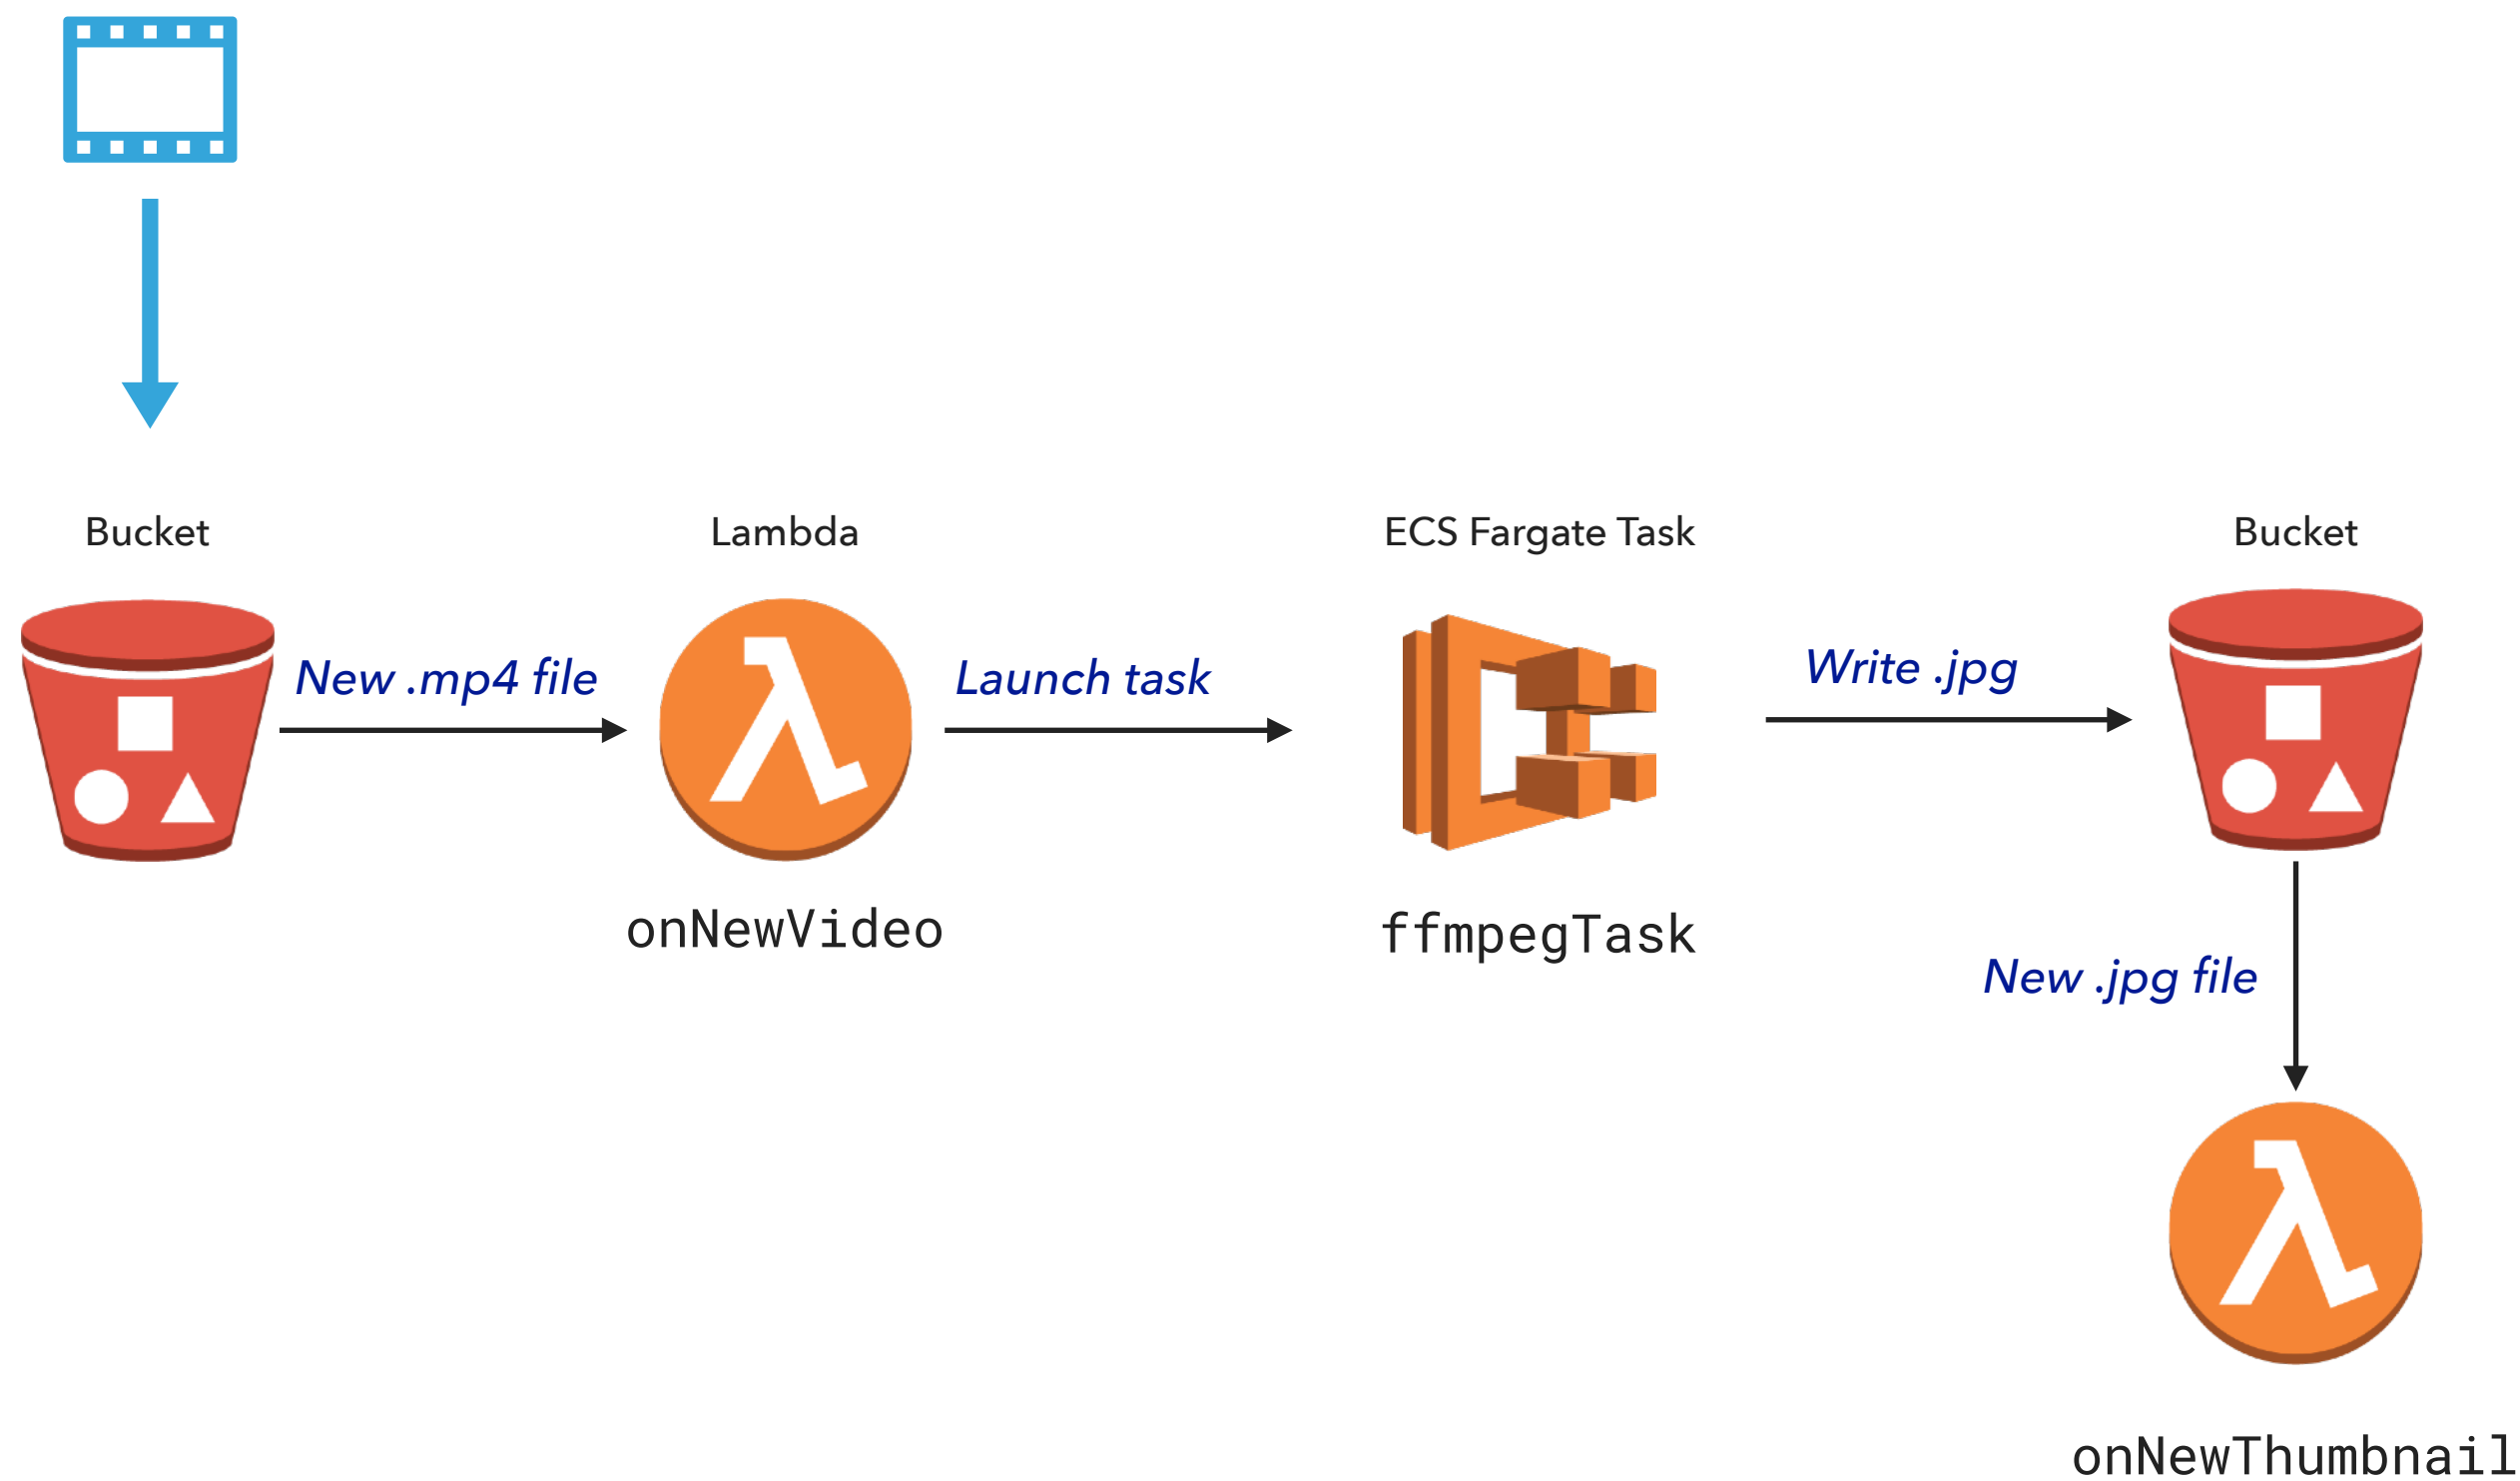 Bucket
Lambda
ECS Fargate Task
Bucket
New .mp4 file
Launch task
Write .jpg
onNewVideo
ffmpegTask
New .jpg file
onNewThumbnail